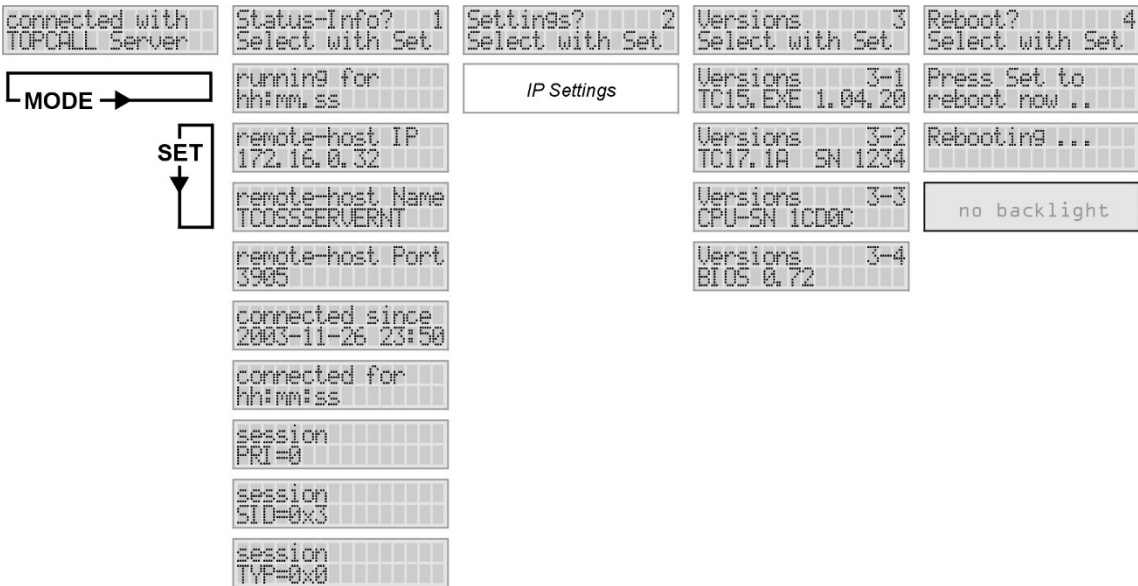 connected with
TOPCALL Server
MODE
SET
Status-Info? 1
Select with Set
running for
hh:mm.ss
remote-host IP
172.16.0.32
remote-host Name
TCOSSSERVERNT
remote-host Port
3905
connected since
2003-11-26 23:50
connected for
hh:mm:ss
session
PRI=0
session
SID=0x3
session
TYP=0x0
Settings? 2
Select with Set
IP Settings
Versions 3
Select with Set
Versions 3-1
TC15.EXE 1.04.20
Versions 3-2
TC17.1A SN 1234
Versions 3-3
CPU-SN 1CD0C
Versions 3-4
BIOS 0.72
Reboot? 4
Select with Set
Press Set to
reboot now ..
Rebooting ...
no backlight